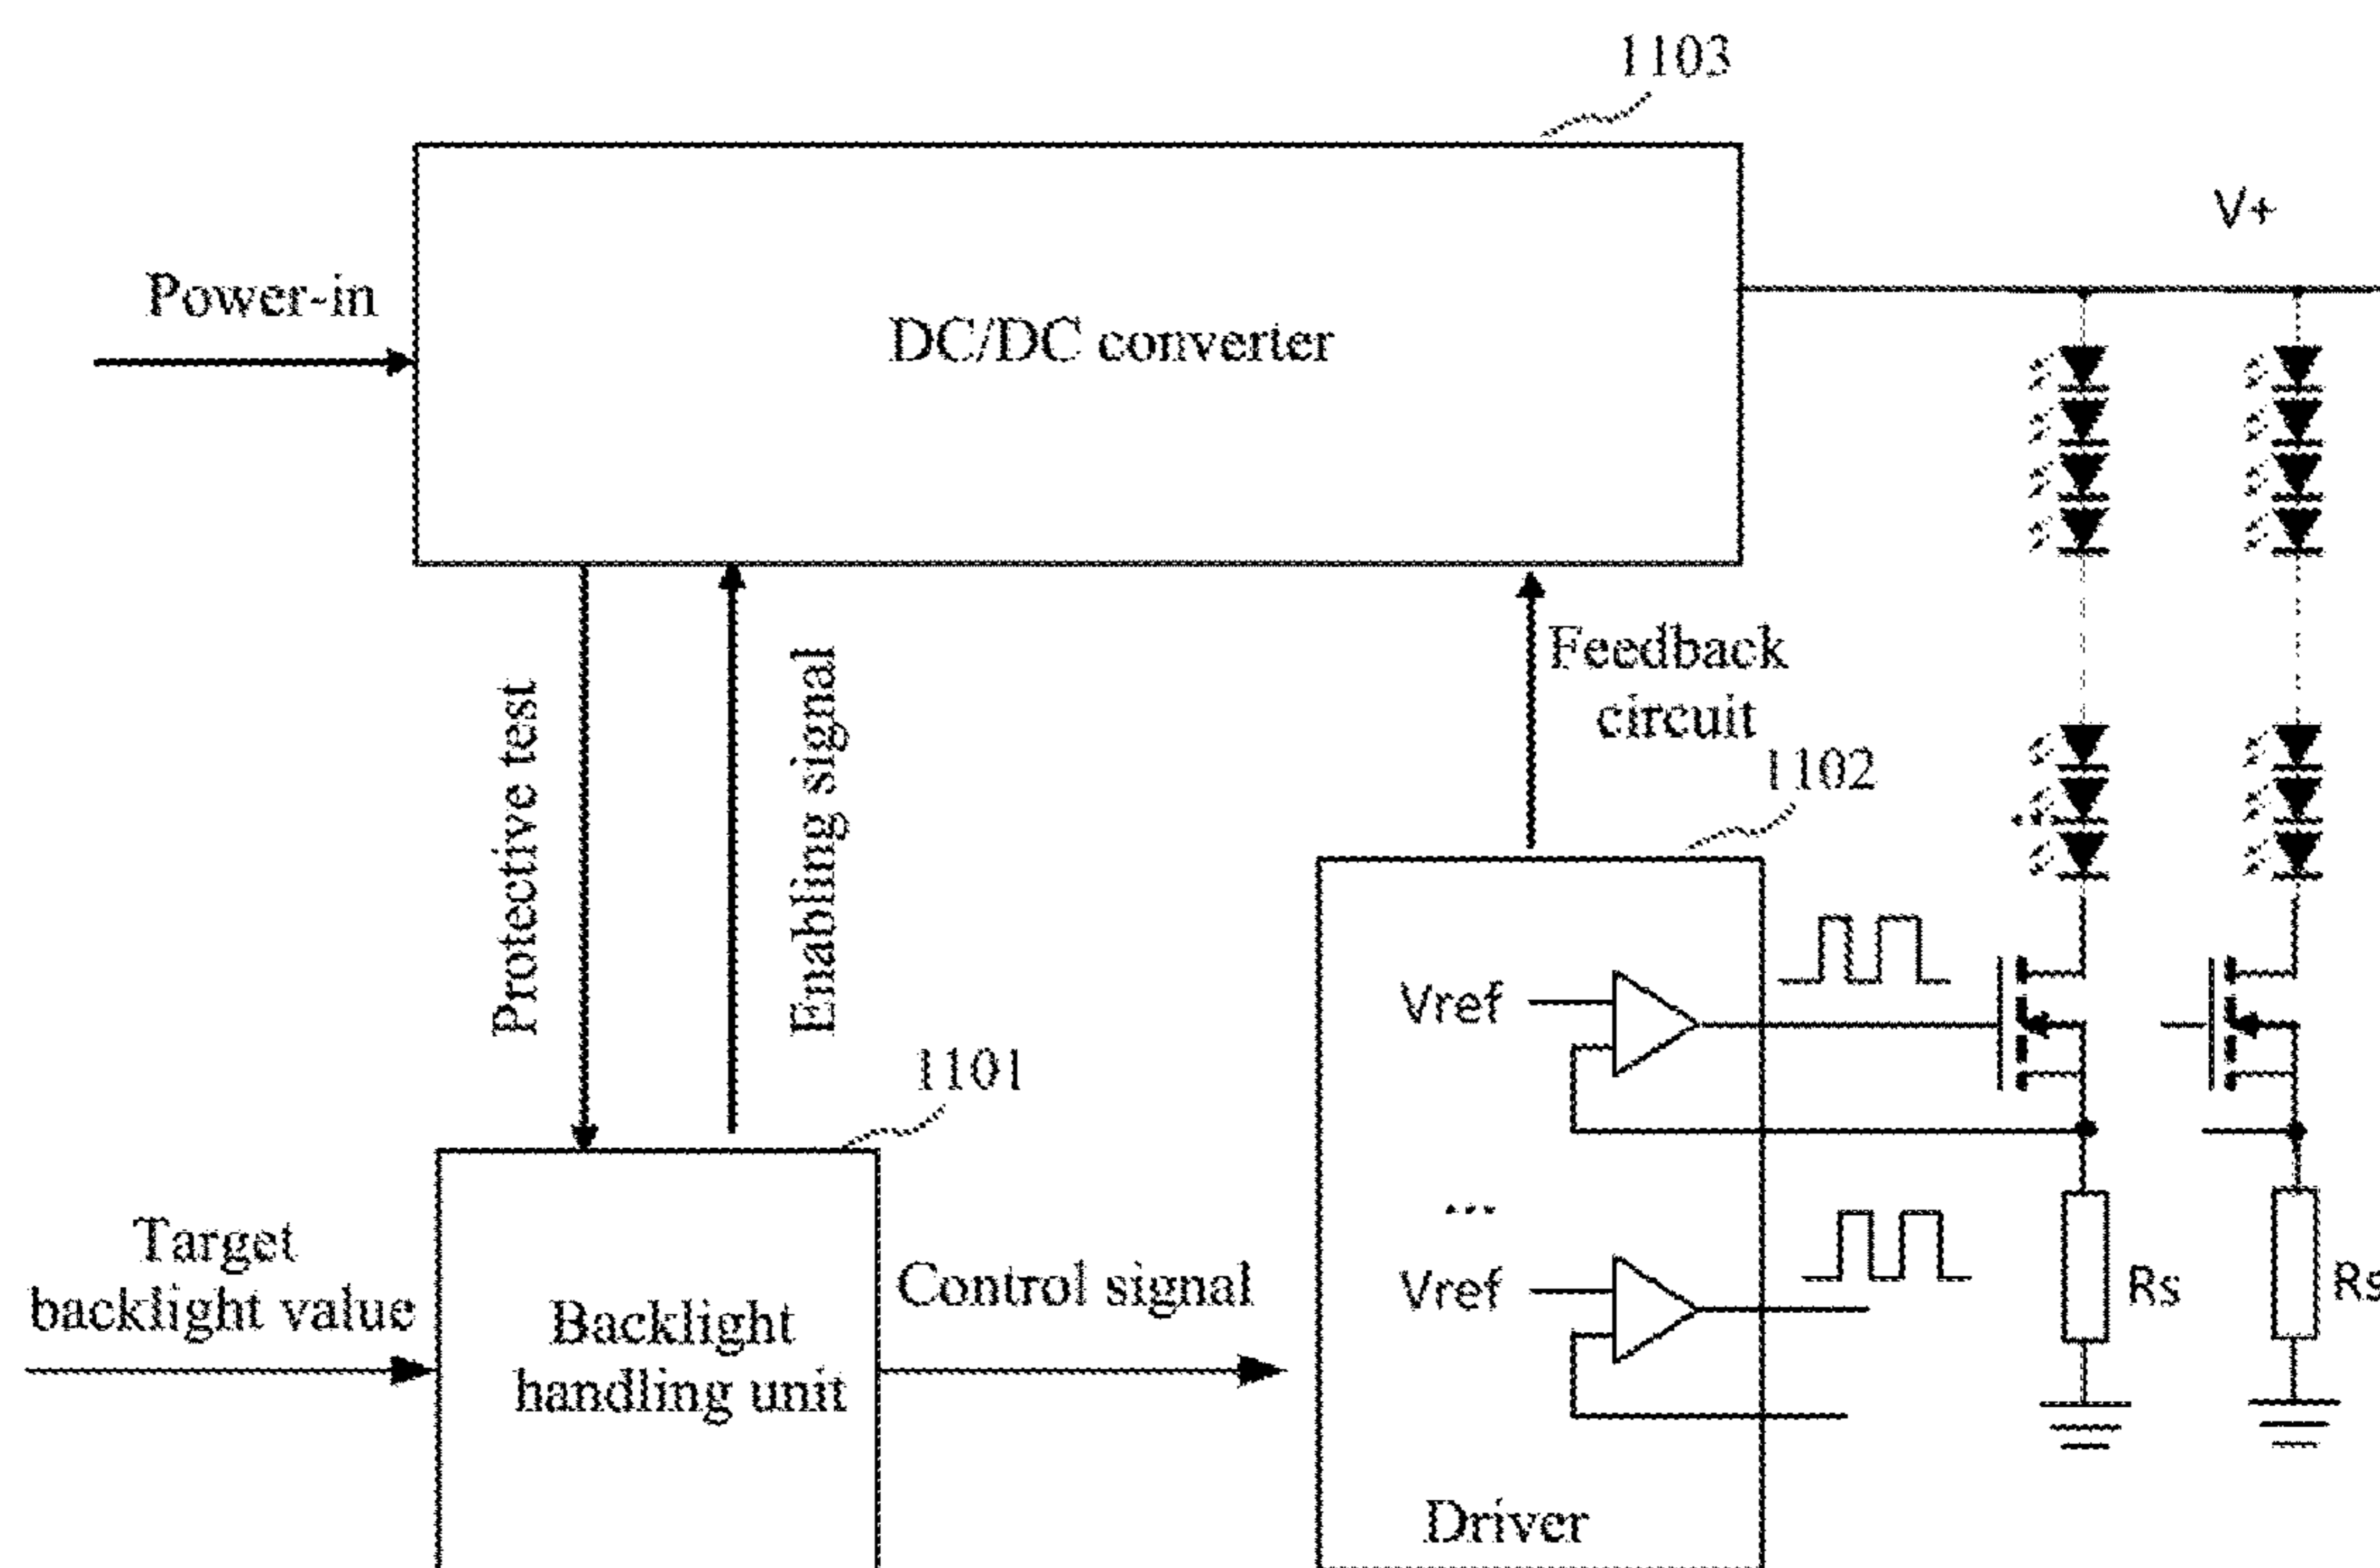 1103
V+
Power-in
DC/DC converter
Protective test
Enabling signal
Feedback
circuit
1102
Vref
1101
...
Target
backlight value
Backlight
handling unit
Control signal
Vref
Rs
Rs
Driver